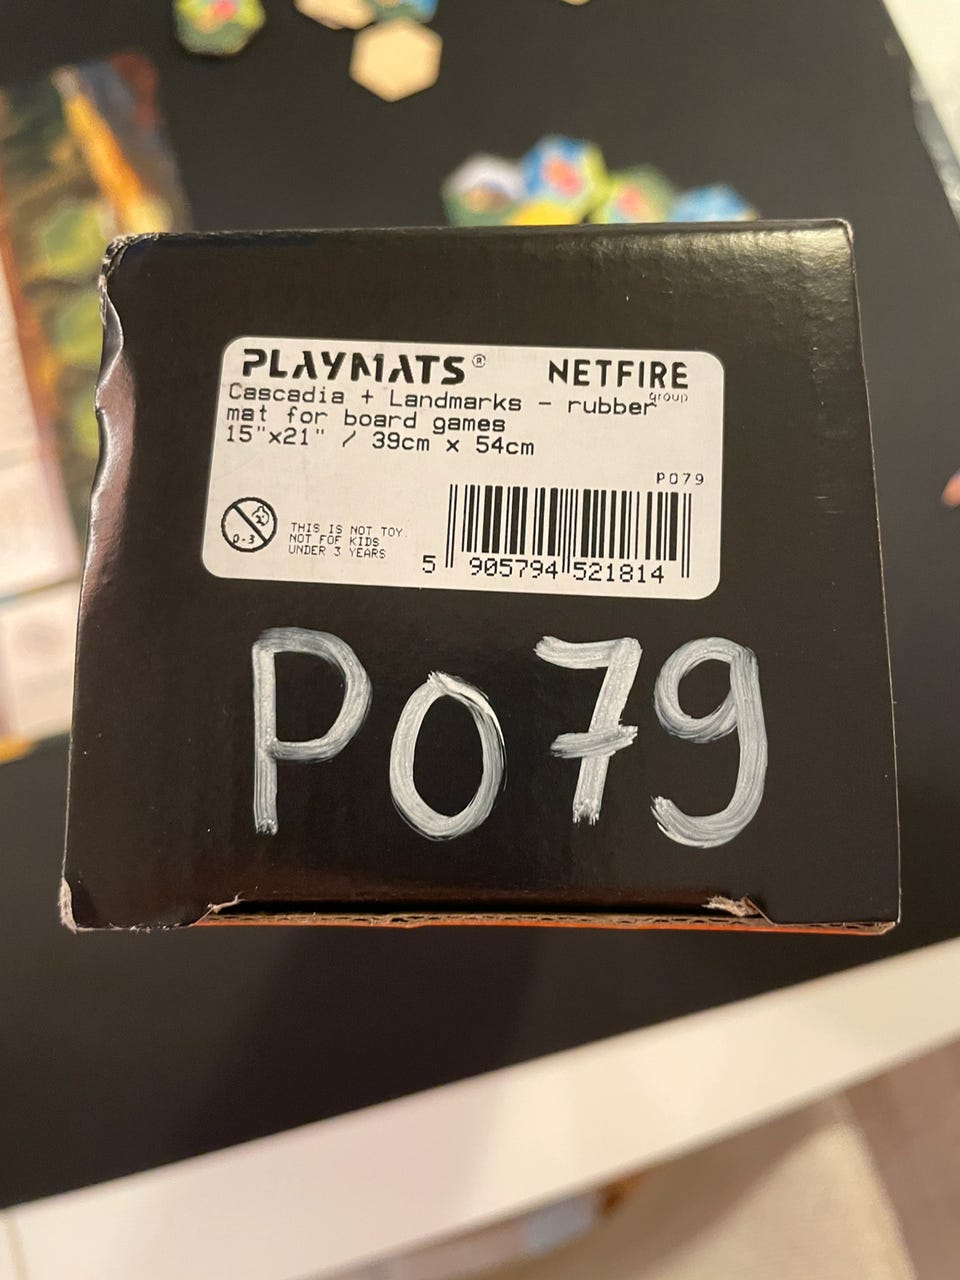 PLAYMATS® NETFIRE
group
Cascadia + Landmarks - rubber
mat for board games
15"x21" / 39cm x 54cm
P079
0-3
THIS IS NOT TOY.
NOT FOF KIDS
UNDER 3 YEARS
5 905794 521814
P079